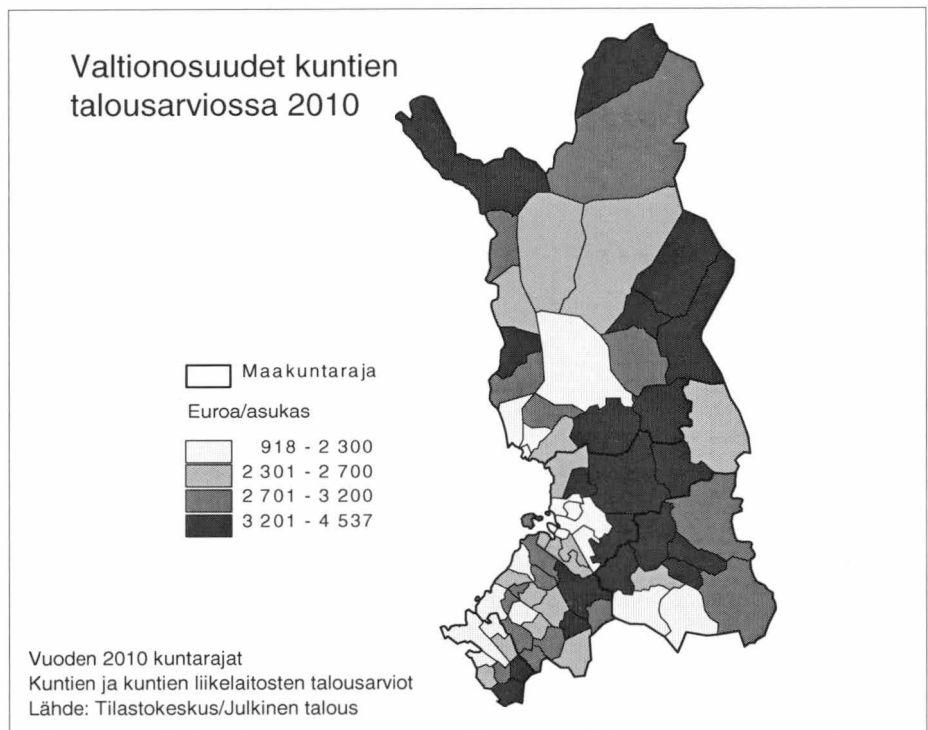 Valtionosuudet kuntien
talousarviossa 2010
Maakuntaraja
Euroa/asukas
918 - 2 300
2 301 - 2 700
2 701 - 3 200
3 201 - 4 537
Vuoden 2010 kuntarajat
Kuntien ja kuntien liikelaitosten talousarviot
Lähde: Tilastokeskus/Julkinen talous